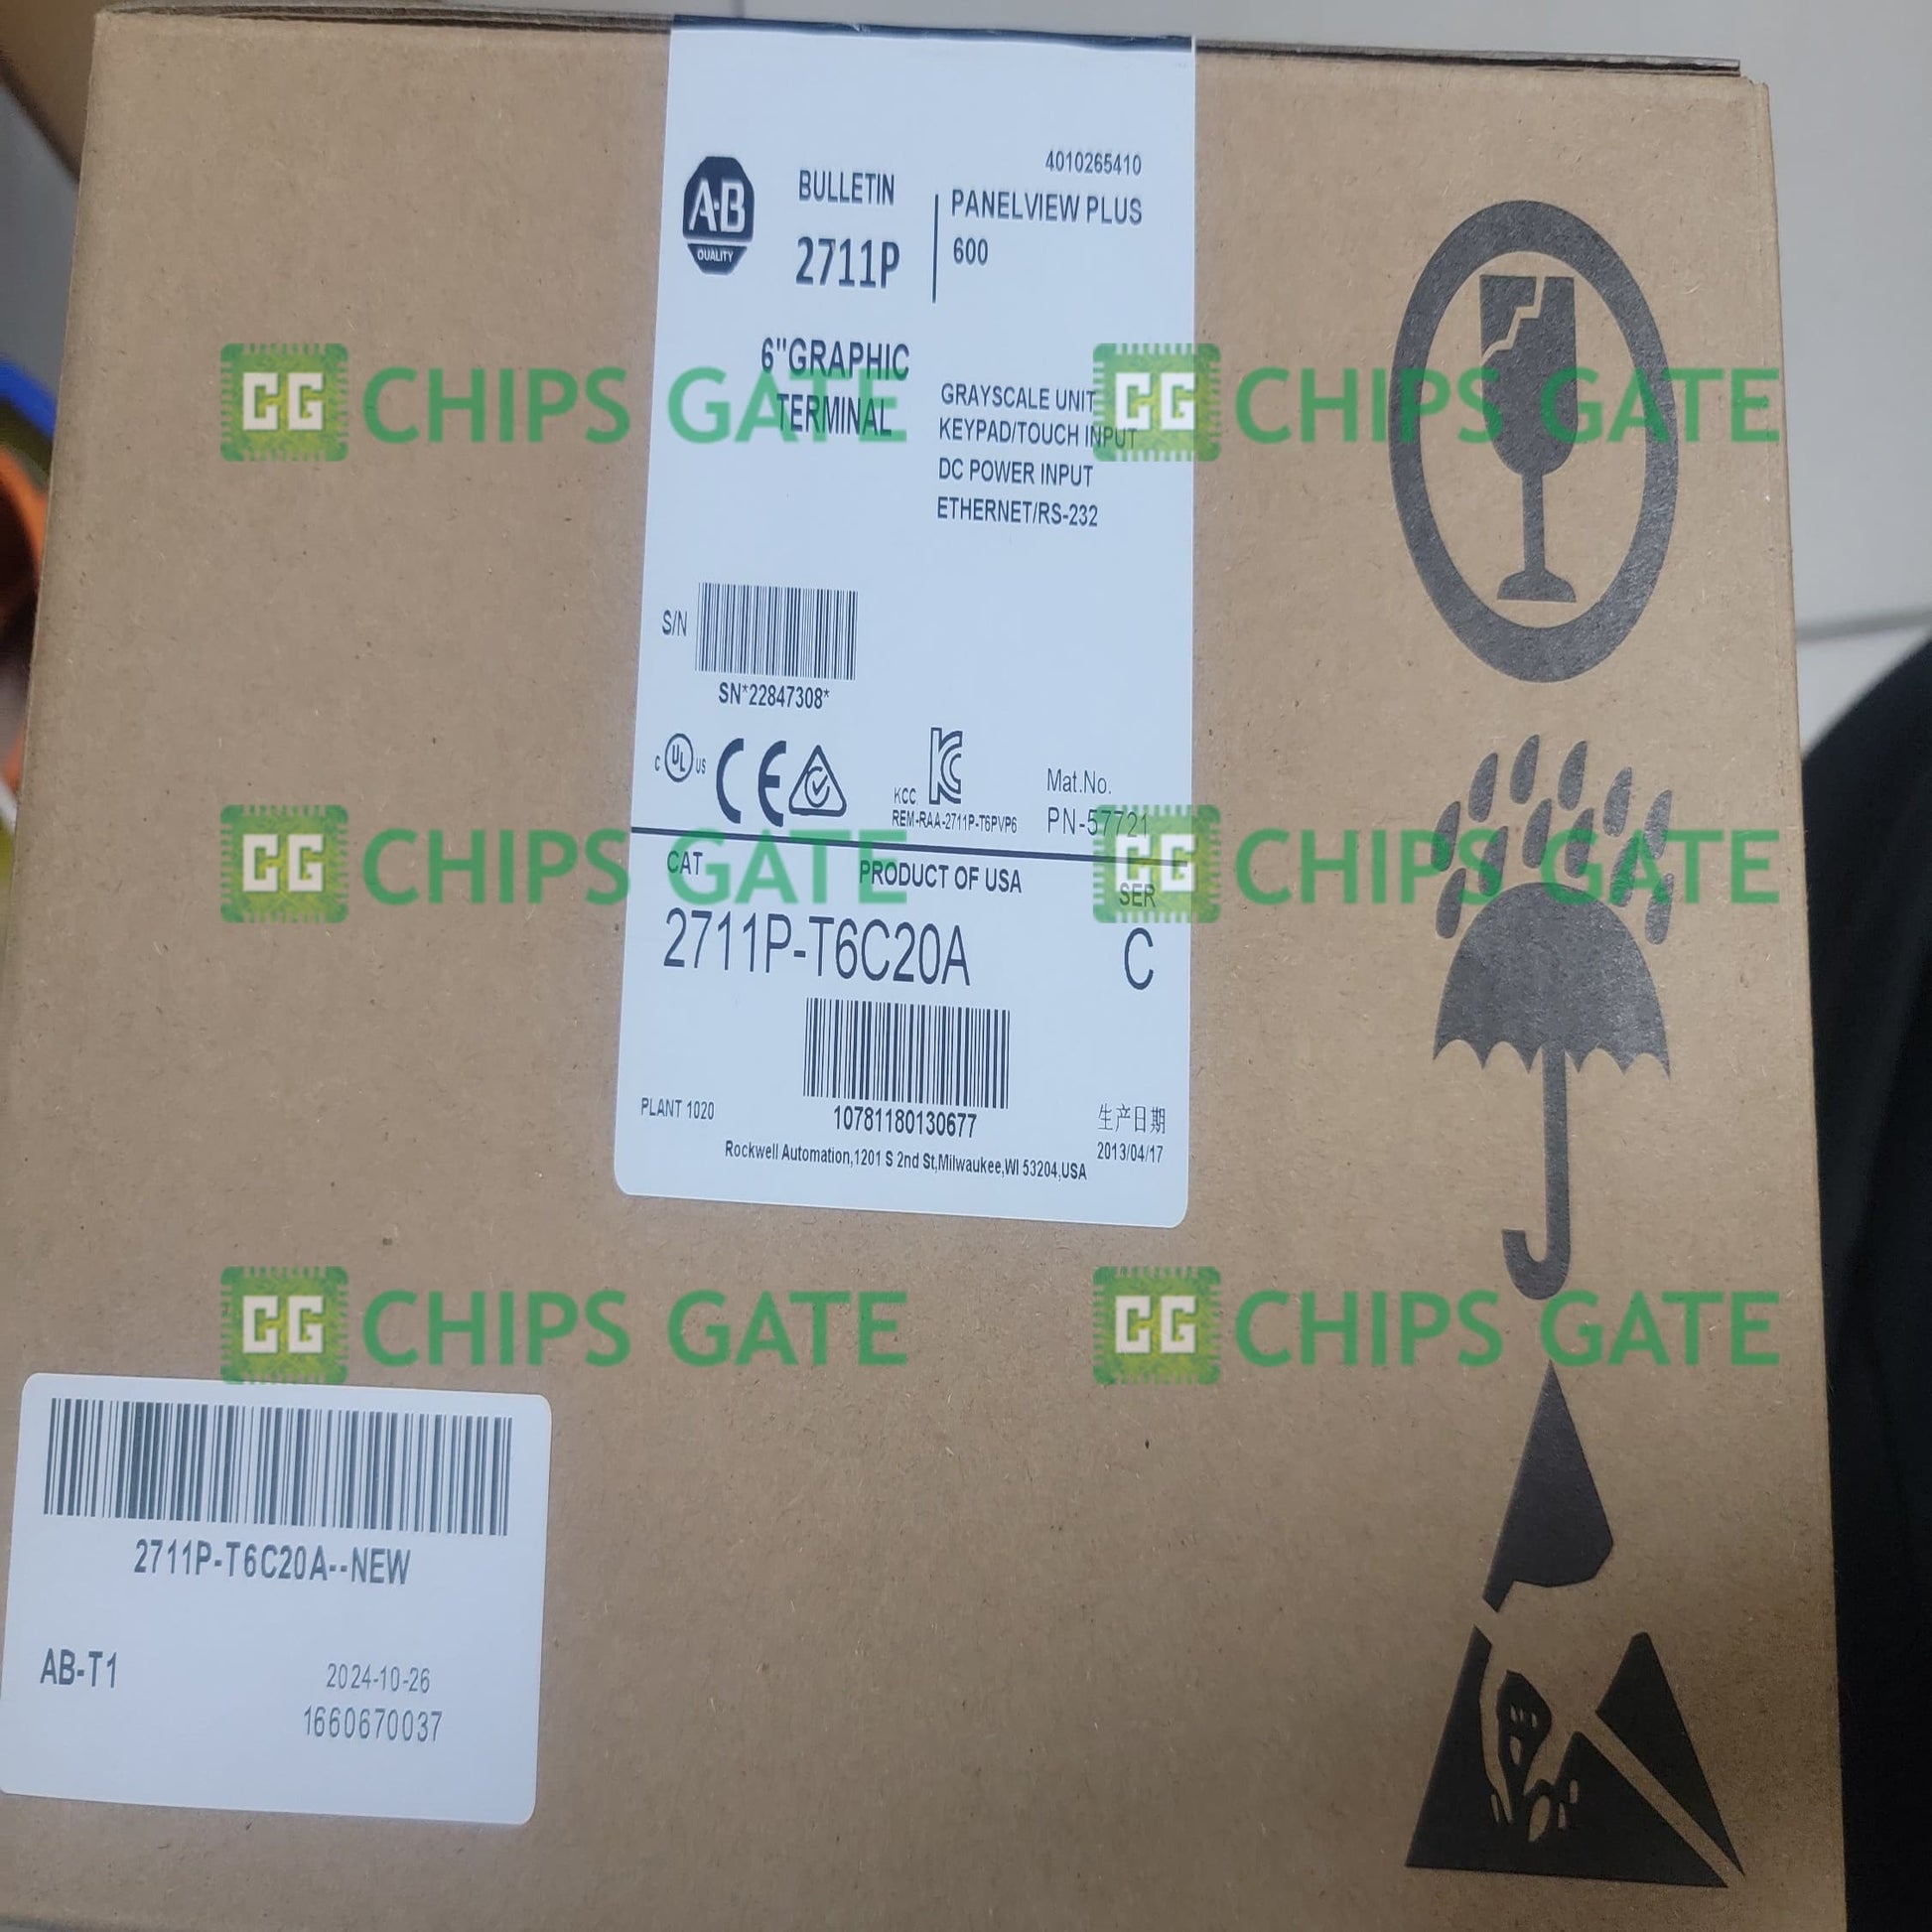 4010265410
A·B
QUALITY
BULLETIN
2711P
PANELVIEW PLUS
600
6"GRAPHIC
TERMINAL
GRAYSCALE UNIT
KEYPAD/TOUCH INPUT
DC POWER INPUT
ETHERNET/RS-232
CG CHIPS GATE
CG CHIPS GATE
S/N
SN*22847308*
C UL US
CE
KCC
REM-RAA-2711P-T6PVP6
Mat.No.
PN-57721
CG CHIPS GATE
CG CHIPS GATE
CAT
PRODUCT OF USA
SER
2711P-T6C20A
C
10781180130677
PLANT 1020
生产日期
2013/04/17
Rockwell Automation,1201 S 2nd St,Milwaukee,WI 53204,USA
CG CHIPS GATE
CG CHIPS GATE
2711P-T6C20A--NEW
AB-T1
2024-10-26
1660670037